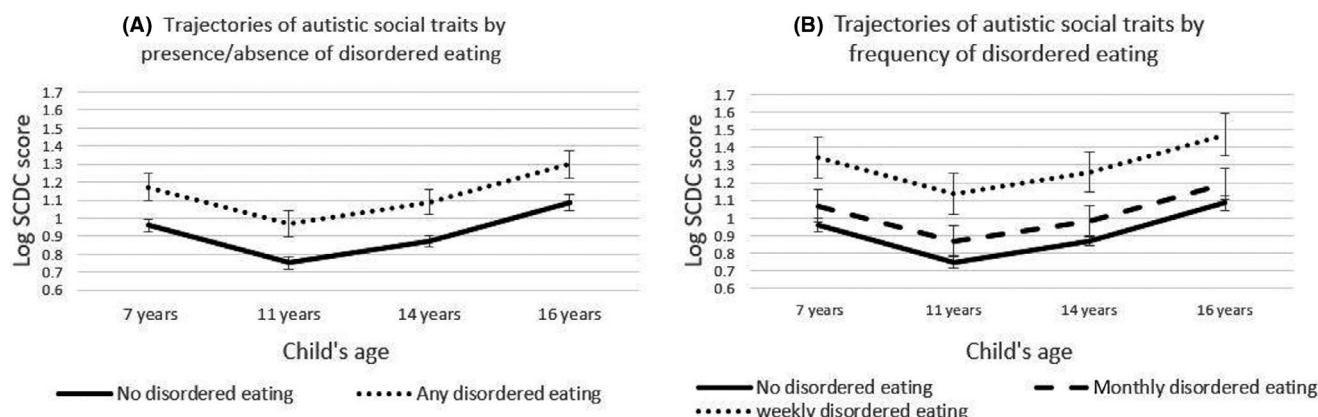 (A) Trajectories of autistic social traits by
presence/absence of disordered eating
Log SCDC score
1.7
1.6
1.5
1.4
1.3
1.2
1.1
1
0.9
0.8
0.7
0.6
7 years 11 years 14 years 16 years
Child's age
No disordered eating Any disordered eating
(B) Trajectories of autistic social traits by
frequency of disordered eating
Log SCDC score
1.7
1.6
1.5
1.4
1.3
1.2
1.1
1
0.9
0.8
0.7
0.6
7 years 11 years 14 years 16 years
Child's age
No disordered eating Monthly disordered eating
weekly disordered eating